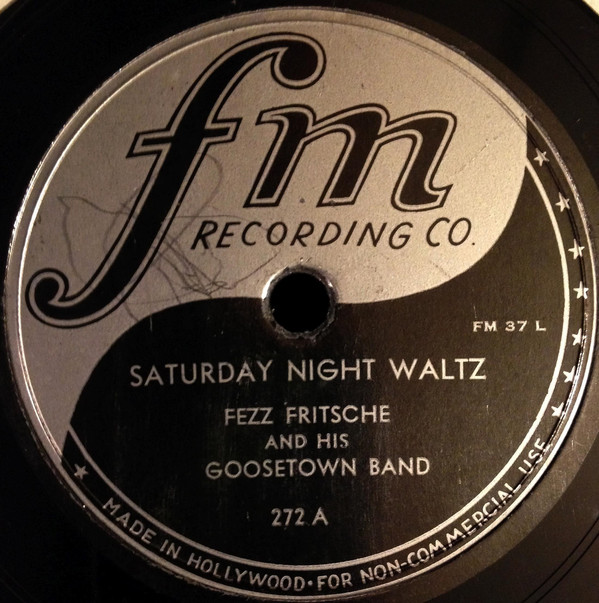 fm
RECORDING CO.
FM 37 L
SATURDAY NIGHT WALTZ
FEZZ FRITSCHE
AND HIS
GOOSETOWN BAND
272 A
MADE IN HOLLYWOOD • FOR NON-COMMERCIAL USE